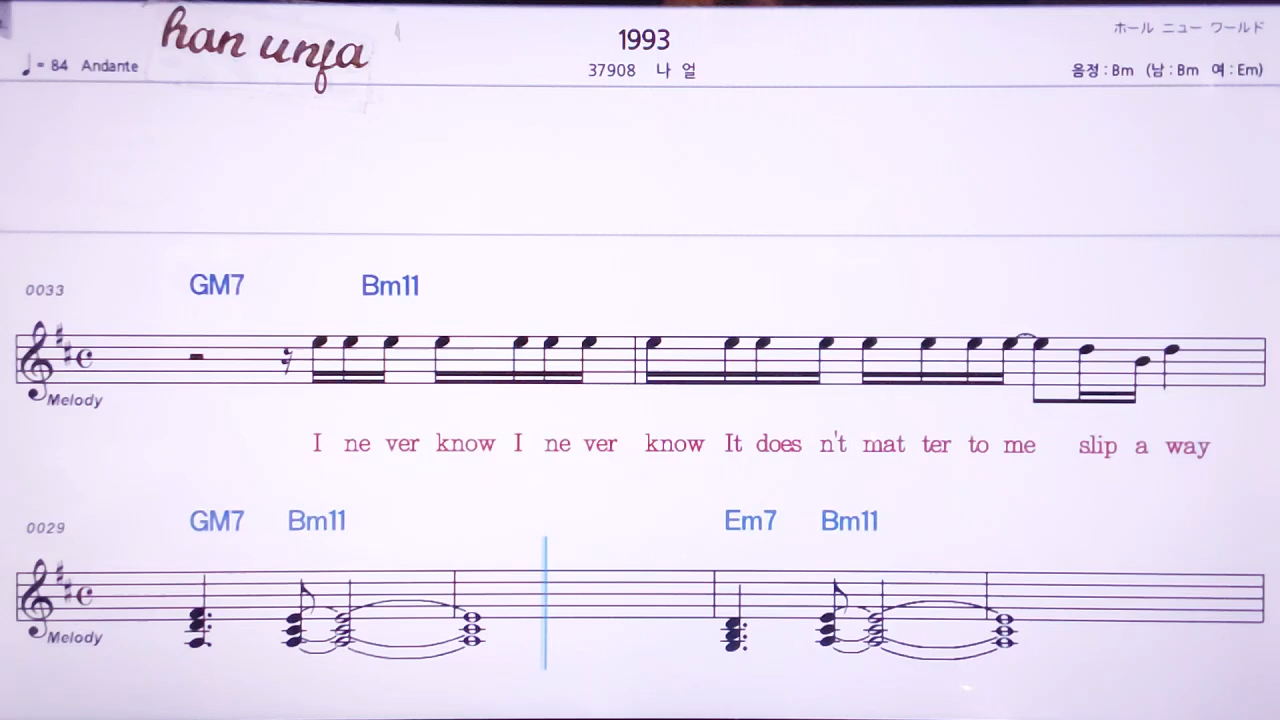 han unfa
1993
ホール ニュー ワールド
♩= 84 Andante
37908 나 얼
음정 : Bm (남 : Bm 여 : Em)
GM7 Bm11
0033
Melody
I ne ver know I ne ver know It does n't mat ter to me slip a way
GM7 Bm11 Em7 Bm11
0029
Melody